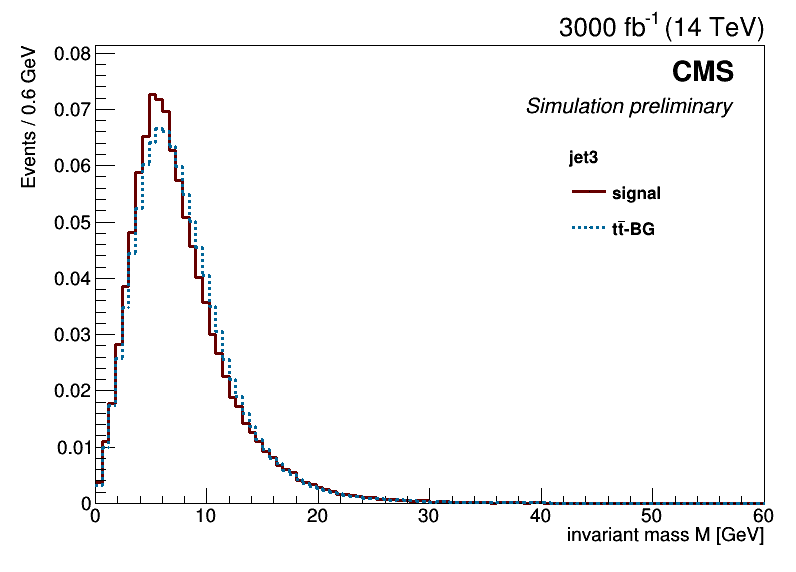 3000 fb⁻¹ (14 TeV)
CMS
Simulation preliminary
jet3
signal
tt̄-BG
Events / 0.6 GeV
0.08
0.07
0.06
0.05
0.04
0.03
0.02
0.01
0
0 10 20 30 40 50 60
invariant mass M [GeV]